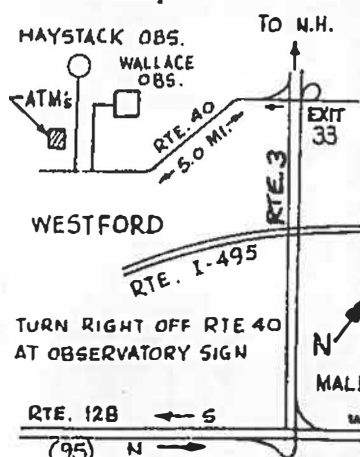 TO N.H.
HAYSTACK OBS.
WALLACE
OBS.
ATM's
RTE. 40
5.0 MI.
EXIT
33
RTE. 3
WESTFORD
RTE. I-495
TURN RIGHT OFF RTE 40
AT OBSERVATORY SIGN
N
RTE. 128
S
(95)
N